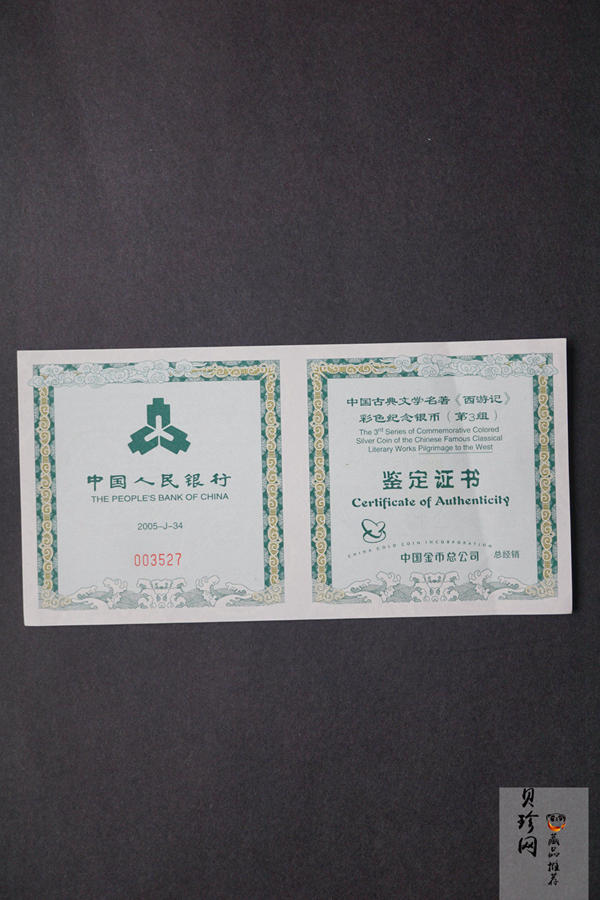 中国人民银行
THE PEOPLE'S BANK OF CHINA
2005-J-34
003527
中国古典文学名著《西游记》
彩色纪念银币（第3组）
The 3rd Series of Commemorative Colored
Silver Coin of the Chinese Famous Classical
Literary Works Pilgrimage to the West
鉴定证书
Certificate of Authenticity
CHINA GOLD COIN INCORPORATION
中国金币总公司 总经销
贝珍网
藏品推荐